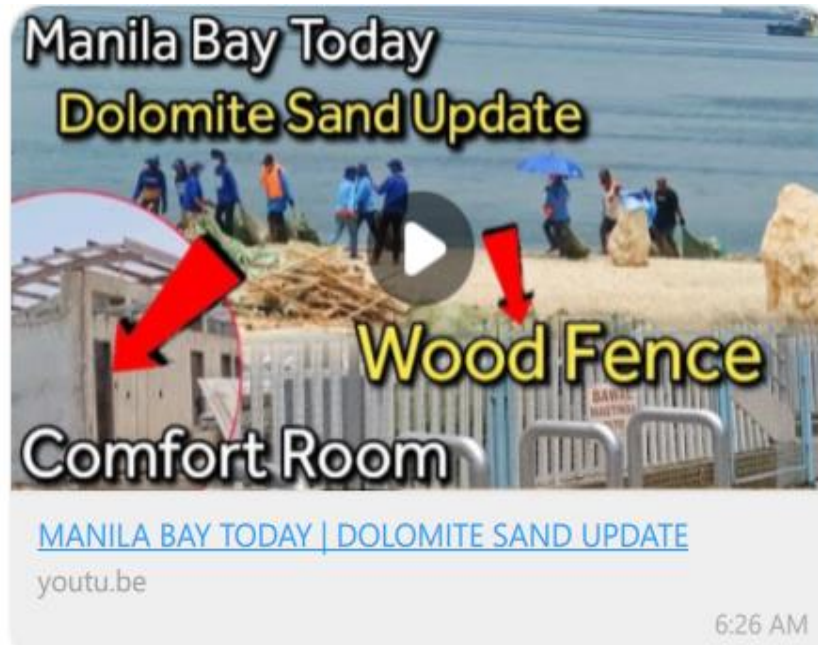 Manila Bay Today
Dolomite Sand Update
Wood Fence
BAWAL
Comfort Room
MANILA BAY TODAY | DOLOMITE SAND UPDATE
youtu.be
6:26 AM